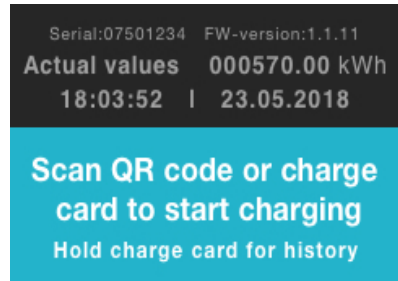 Serial:07501234 FW-version:1.1.11
Actual values 000570.00 kWh
18:03:52 | 23.05.2018
Scan QR code or charge
card to start charging
Hold charge card for history